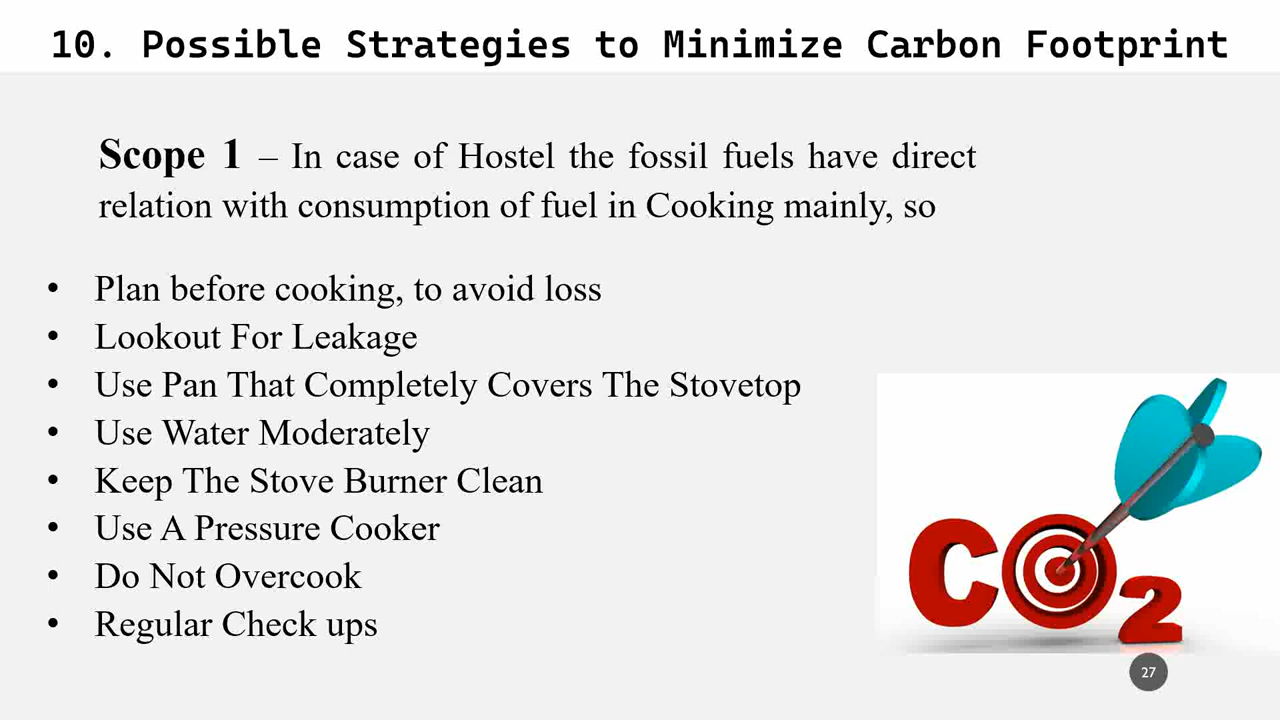 10. Possible Strategies to Minimize Carbon Footprint
Scope 1 – In case of Hostel the fossil fuels have direct
relation with consumption of fuel in Cooking mainly, so
• Plan before cooking, to avoid loss
• Lookout For Leakage
• Use Pan That Completely Covers The Stovetop
• Use Water Moderately
• Keep The Stove Burner Clean
• Use A Pressure Cooker
• Do Not Overcook
• Regular Check ups
CO2
27